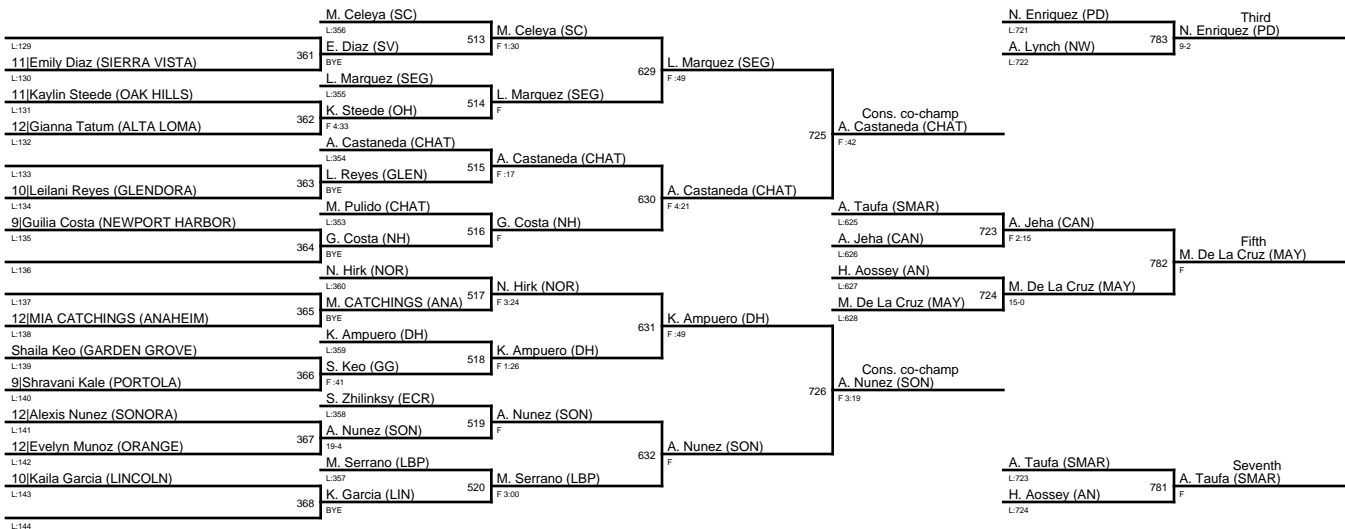 M. Celeya (SC)
L:356
L:129
361
E. Diaz (SV)
BYE
513
M. Celeya (SC)
F 1:30
11|Emily Diaz (SIERRA VISTA)
L:130
11|Kaylin Steede (OAK HILLS)
L:131
L. Marquez (SEG)
L:355
362
K. Steede (OH)
F 4:33
514
L. Marquez (SEG)
F
12|Gianna Tatum (ALTA LOMA)
L:132
629
L. Marquez (SEG)
F :49
A. Castaneda (CHAT)
L:354
L:133
363
L. Reyes (GLEN)
BYE
515
A. Castaneda (CHAT)
F :17
10|Leilani Reyes (GLENDORA)
L:134
9|Guilia Costa (NEWPORT HARBOR)
L:135
M. Pulido (CHAT)
L:353
364
G. Costa (NH)
BYE
516
G. Costa (NH)
F
L:136
630
A. Castaneda (CHAT)
F 4:21
725
Cons. co-champ
A. Castaneda (CHAT)
F :42
N. Hirk (NOR)
L:360
L:137
365
M. CATCHINGS (ANA)
BYE
517
N. Hirk (NOR)
F 3:24
12|MIA CATCHINGS (ANAHEIM)
L:138
Shaila Keo (GARDEN GROVE)
L:139
K. Ampuero (DH)
L:359
366
S. Keo (GG)
F :41
518
K. Ampuero (DH)
F 1:26
9|Shravani Kale (PORTOLA)
L:140
631
K. Ampuero (DH)
F :49
12|Alexis Nunez (SONORA)
L:141
S. Zhilinksy (ECR)
L:358
367
A. Nunez (SON)
19-4
519
A. Nunez (SON)
F
12|Evelyn Munoz (ORANGE)
L:142
10|Kaila Garcia (LINCOLN)
L:143
M. Serrano (LBP)
L:357
368
K. Garcia (LIN)
BYE
520
M. Serrano (LBP)
F 3:00
L:144
632
A. Nunez (SON)
F
726
Cons. co-champ
A. Nunez (SON)
F 3:19
N. Enriquez (PD)
L:721
783
A. Lynch (NW)
L:722
Third
N. Enriquez (PD)
9-2
A. Taufa (SMAR)
L:625
723
A. Jeha (CAN)
L:626
A. Jeha (CAN)
F 2:15
H. Aossey (AN)
L:627
724
M. De La Cruz (MAY)
L:628
M. De La Cruz (MAY)
15-0
782
Fifth
M. De La Cruz (MAY)
F
A. Taufa (SMAR)
L:723
781
H. Aossey (AN)
L:724
Seventh
A. Taufa (SMAR)
F